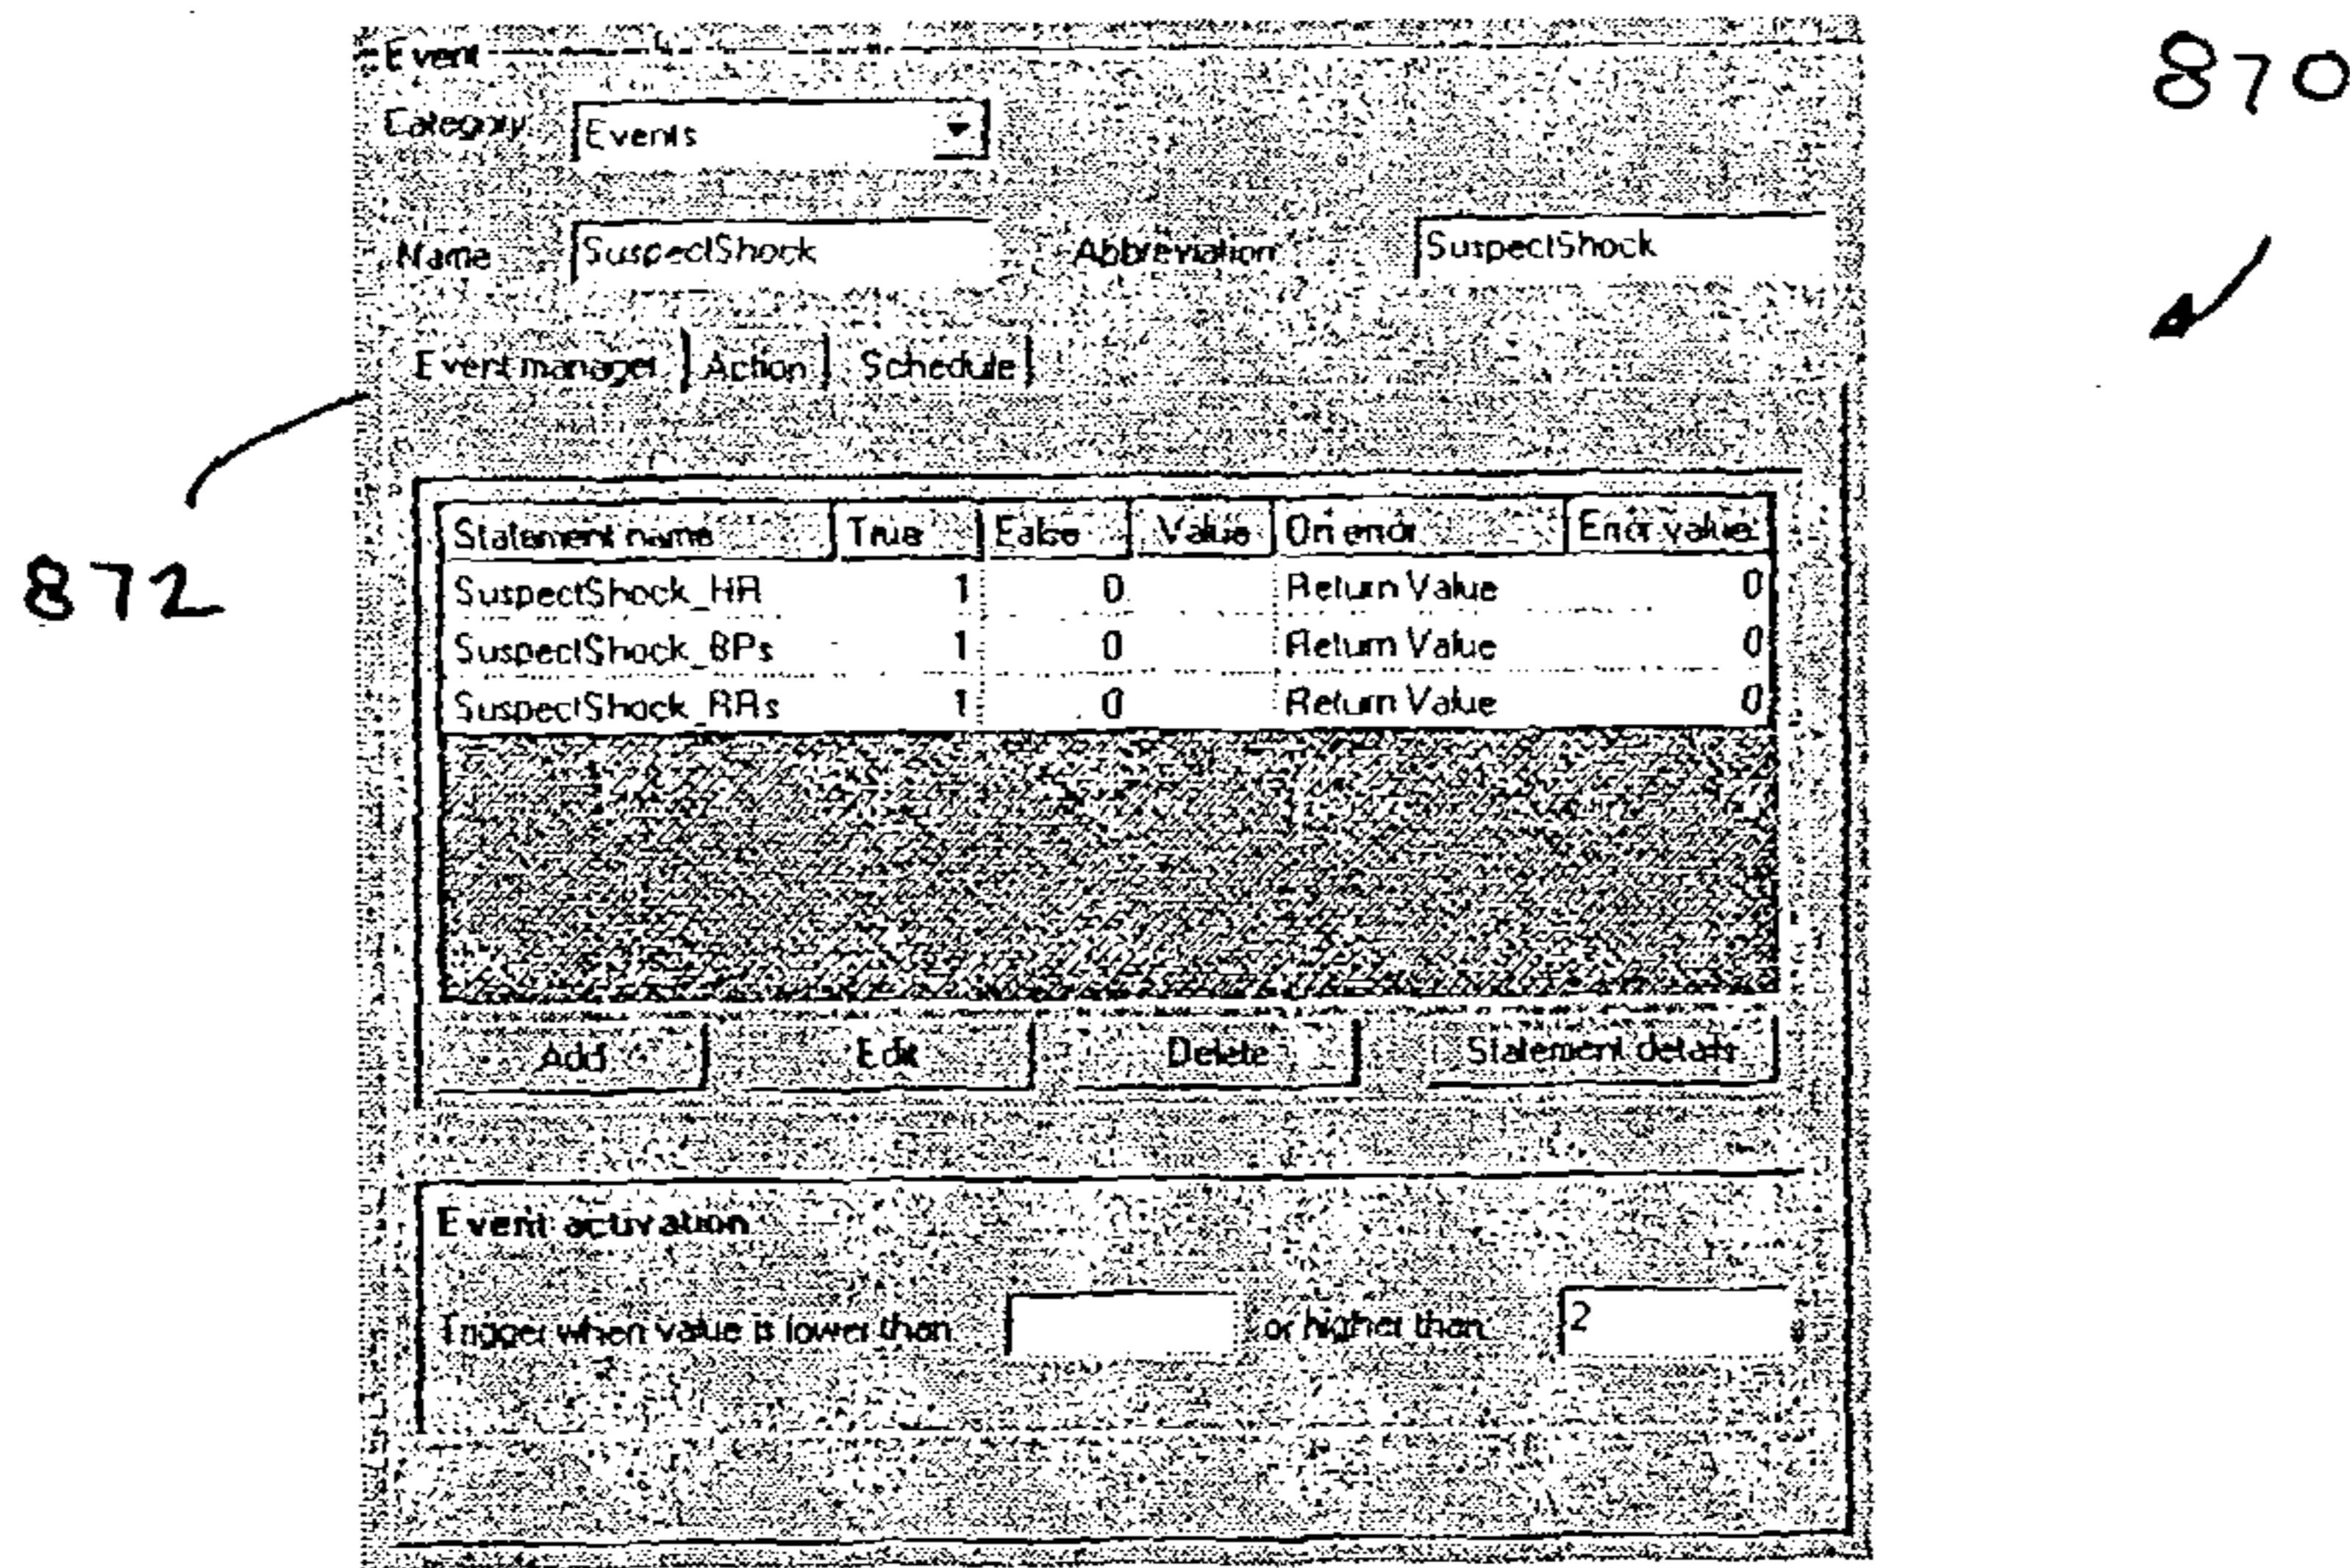 Event
870
Category Events
Name SuspectShock Abbreviation SuspectShock
Event manager Action Schedule
872
Statement name True False Value On error Error value
SuspectShock_HR 1 0 Return Value 0
SuspectShock_BPs 1 0 Return Value 0
SuspectShock_RRs 1 0 Return Value 0
Add Edit Delete Statement details
Event activation
Trigger when value is lower than or higher than 2